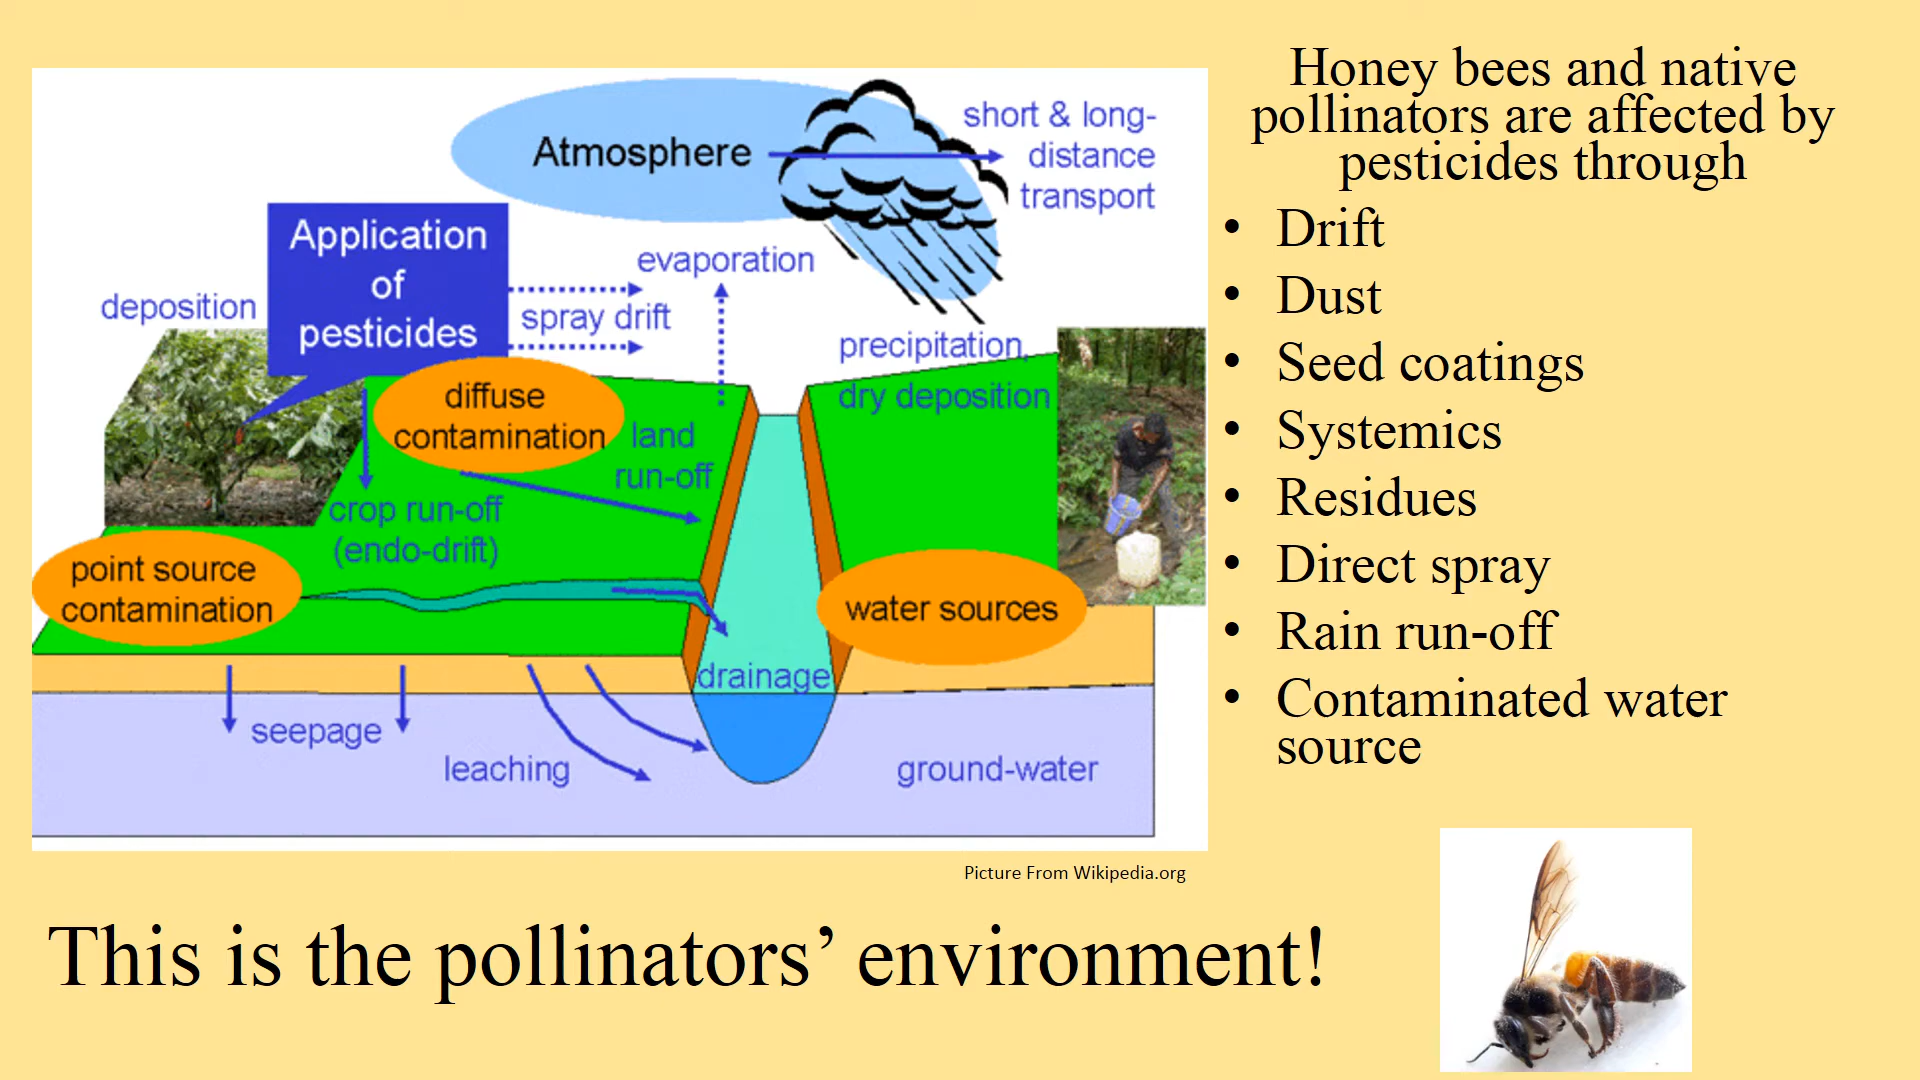 Atmosphere
short & long-
distance
transport
Application
of
pesticides
deposition
evaporation
spray drift
precipitation,
dry deposition
diffuse
contamination
land
run-off
crop run-off
(endo-drift)
point source
contamination
water sources
drainage
seepage
leaching
ground-water
Picture From Wikipedia.org
Honey bees and native
pollinators are affected by
pesticides through
• Drift
• Dust
• Seed coatings
• Systemics
• Residues
• Direct spray
• Rain run-off
• Contaminated water
source
This is the pollinators’ environment!